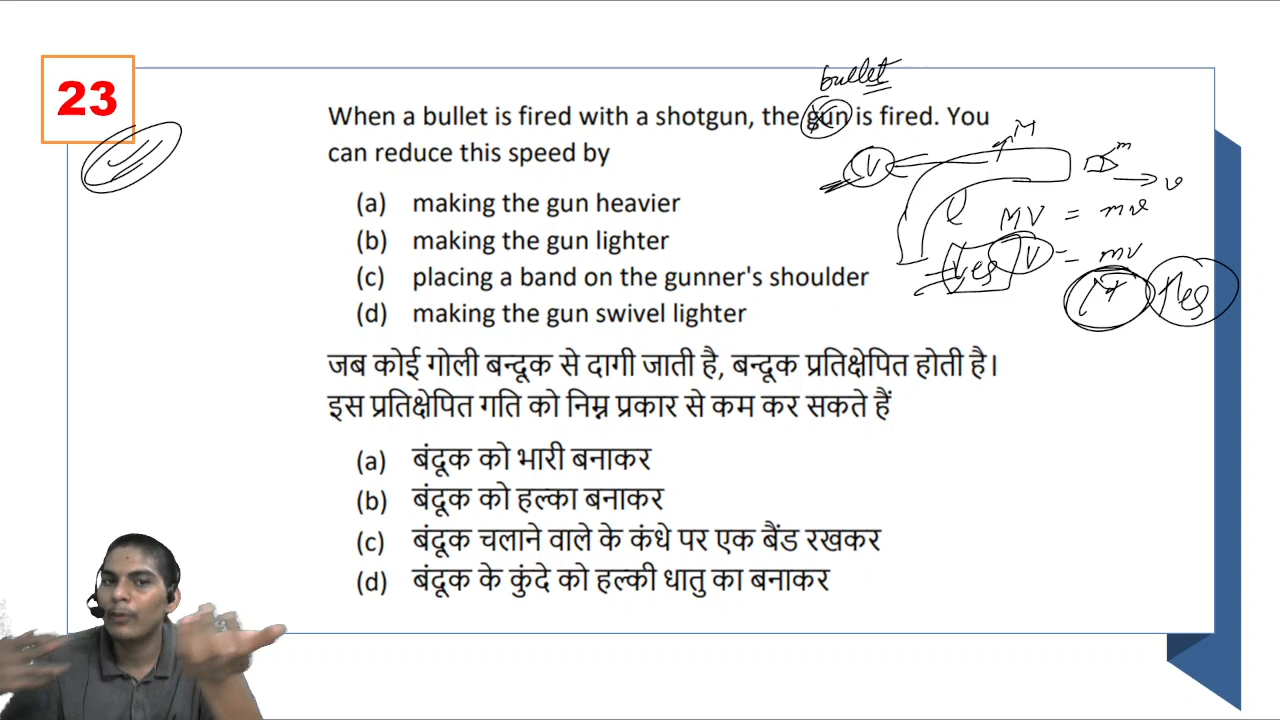 23
bullet
When a bullet is fired with a shotgun, the gun is fired. You
can reduce this speed by
(a) making the gun heavier
(b) making the gun lighter
(c) placing a band on the gunner's shoulder
(d) making the gun swivel lighter
M
m
V
v
MV = mv
V = mv
M
जब कोई गोली बन्दूक से दागी जाती है, बन्दूक प्रतिक्षेपित होती है।
इस प्रतिक्षेपित गति को निम्न प्रकार से कम कर सकते हैं
(a) बंदूक को भारी बनाकर
(b) बंदूक को हल्का बनाकर
(c) बंदूक चलाने वाले के कंधे पर एक बैंड रखकर
(d) बंदूक के कुंदे को हल्की धातु का बनाकर